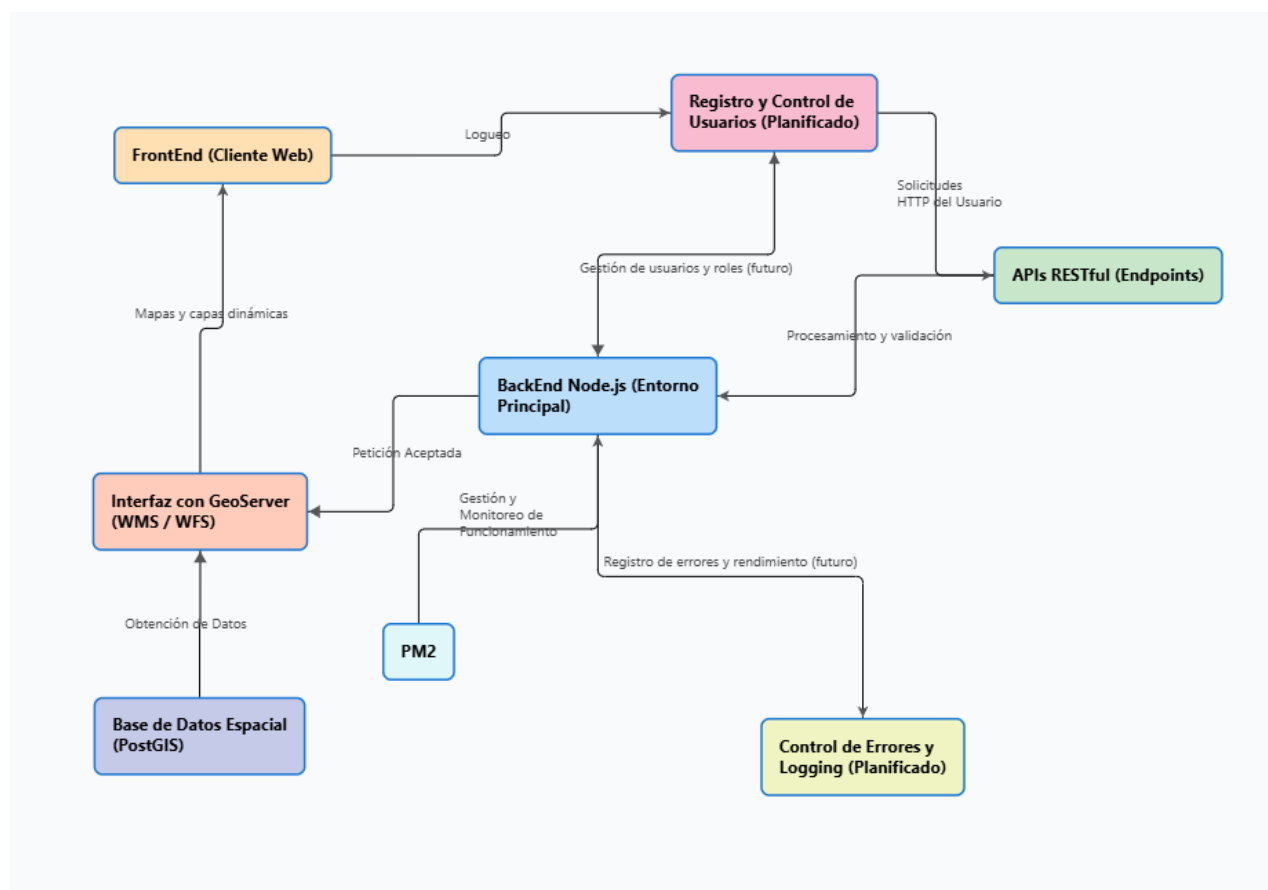 Registro y Control de
Usuarios (Planificado)
Logueo
FrontEnd (Cliente Web)
Solicitudes
HTTP del Usuario
Gestión de usuarios y roles (futuro)
APIs RESTful (Endpoints)
Mapas y capas dinámicas
Procesamiento y validación
BackEnd Node.js (Entorno
Principal)
Petición Aceptada
Interfaz con GeoServer
(WMS / WFS)
Gestión y
Monitoreo de
Funcionamiento
Registro de errores y rendimiento (futuro)
Obtención de Datos
PM2
Base de Datos Espacial
(PostGIS)
Control de Errores y
Logging (Planificado)